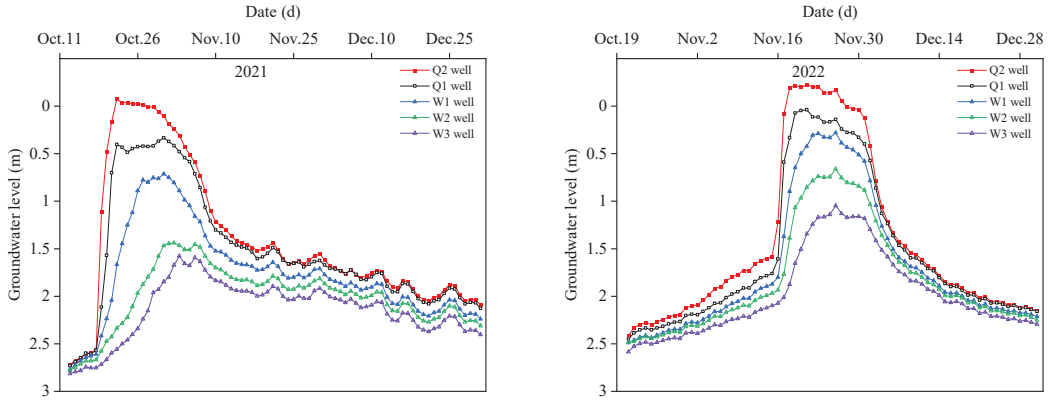 Date (d)
Oct.11 Oct.26 Nov.10 Nov.25 Dec.10 Dec.25
2021
Q2 well
Q1 well
W1 well
W2 well
W3 well
0
0.5
1
1.5
2
2.5
3
Groundwater level (m)
Date (d)
Oct.19 Nov.2 Nov.16 Nov.30 Dec.14 Dec.28
2022
Q2 well
Q1 well
W1 well
W2 well
W3 well
0
0.5
1
1.5
2
2.5
3
Groundwater level (m)